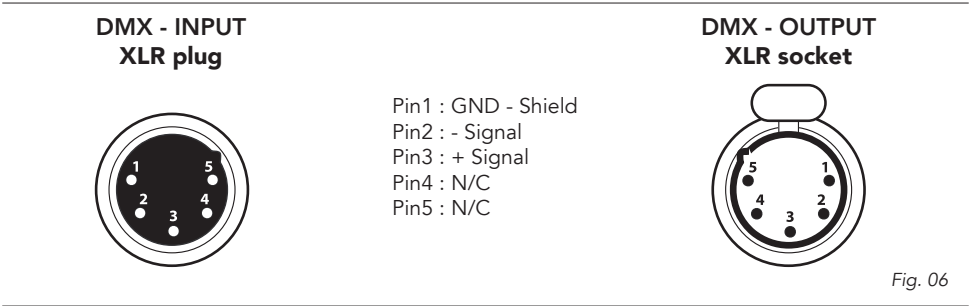 DMX - INPUT
XLR plug
1
5
2
4
3
Pin1 : GND - Shield
Pin2 : - Signal
Pin3 : + Signal
Pin4 : N/C
Pin5 : N/C
DMX - OUTPUT
XLR socket
5
1
4
2
3
Fig. 06